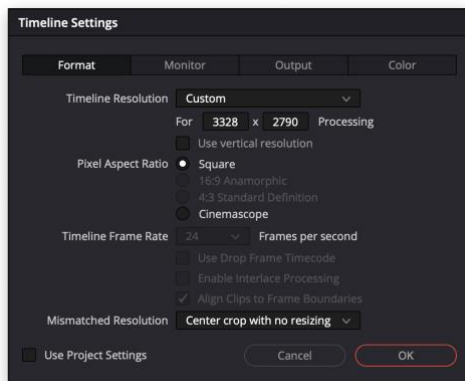 Timeline Settings
Format Monitor Output Color
Timeline Resolution Custom
For 3328 x 2790 Processing
Use vertical resolution
Pixel Aspect Ratio Square
16:9 Anamorphic
4:3 Standard Definition
Cinemascope
Timeline Frame Rate 24 Frames per second
Use Drop Frame Timecode
Enable Interlace Processing
Align Clips to Frame Boundaries
Mismatched Resolution Center crop with no resizing
Use Project Settings Cancel OK